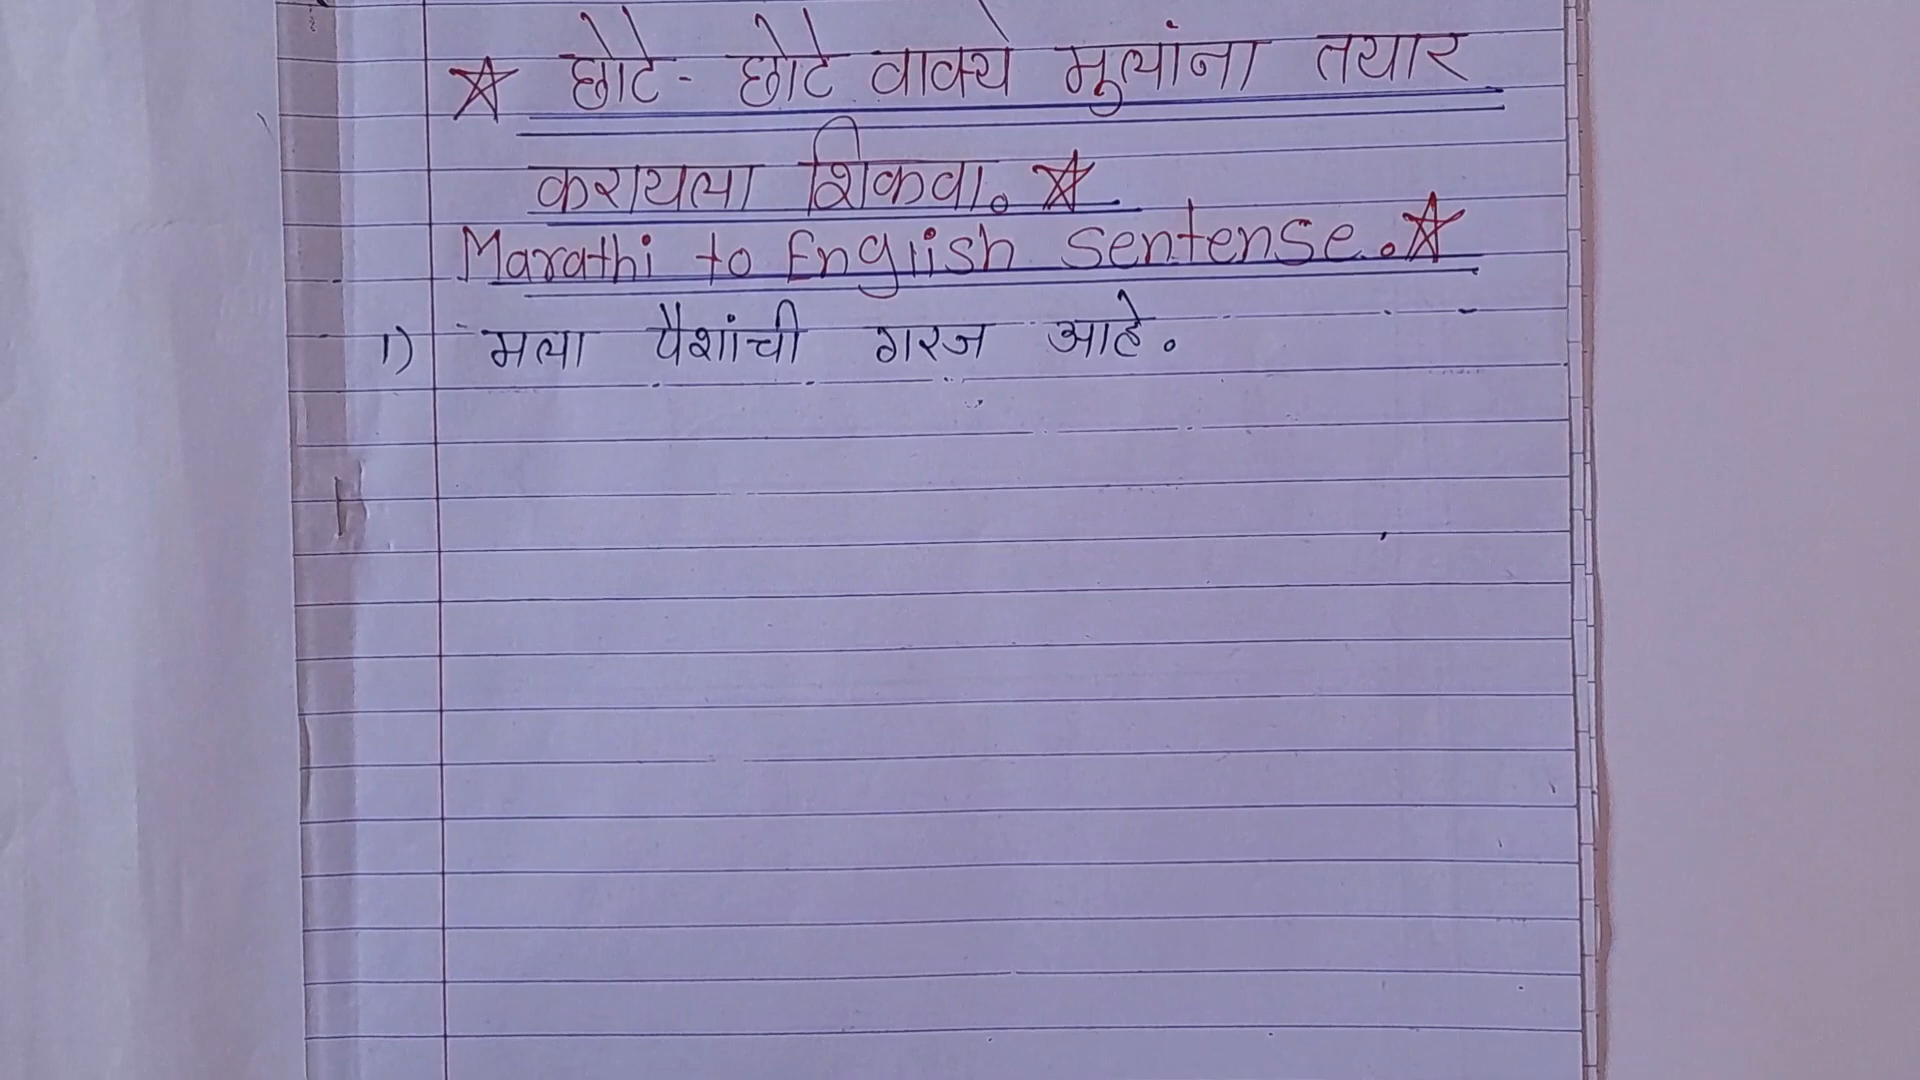 ☆ छोटे - छोटे वाक्ये मुलांना तयार
करायला शिकवा. ☆
Marathi to English sentense. ☆
1) मला पैशांची गरज आहे.